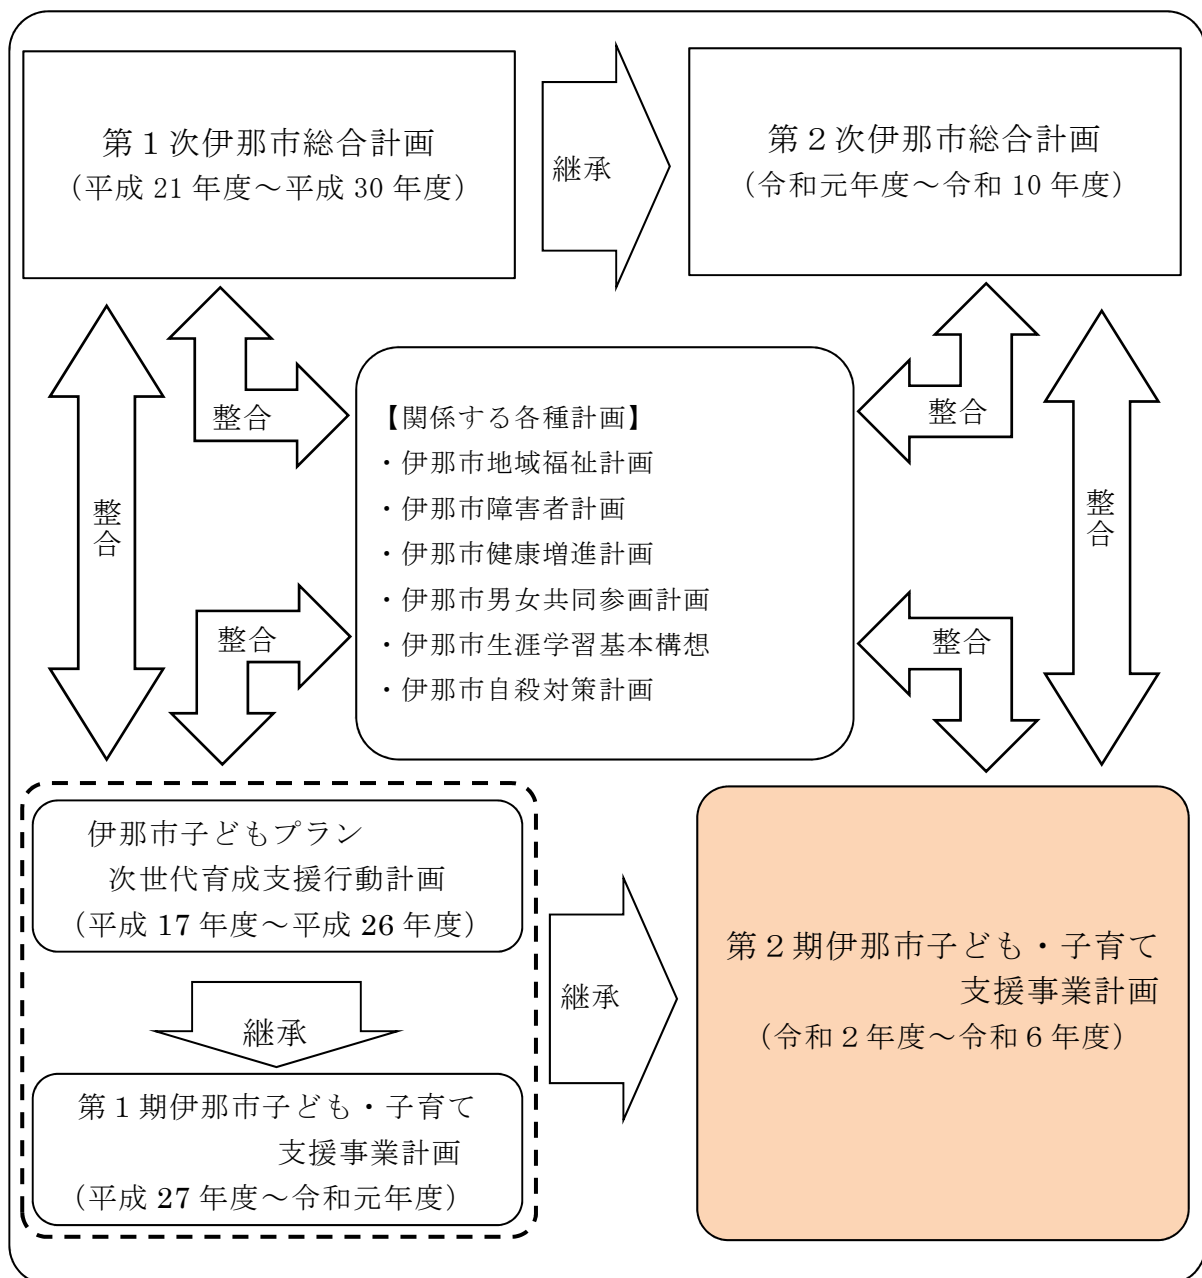 第１次伊那市総合計画
（平成 21 年度～平成 30 年度）
継承
第２次伊那市総合計画
（令和元年度～令和 10 年度）
整合
整合
整合
整合
【関係する各種計画】
・伊那市地域福祉計画
・伊那市障害者計画
・伊那市健康増進計画
・伊那市男女共同参画計画
・伊那市生涯学習基本構想
・伊那市自殺対策計画
整合
整合
伊那市子どもプラン
次世代育成支援行動計画
（平成 17 年度～平成 26 年度）
継承
第１期伊那市子ども・子育て
支援事業計画
（平成 27 年度～令和元年度）
継承
第２期伊那市子ども・子育て
支援事業計画
（令和２年度～令和６年度）